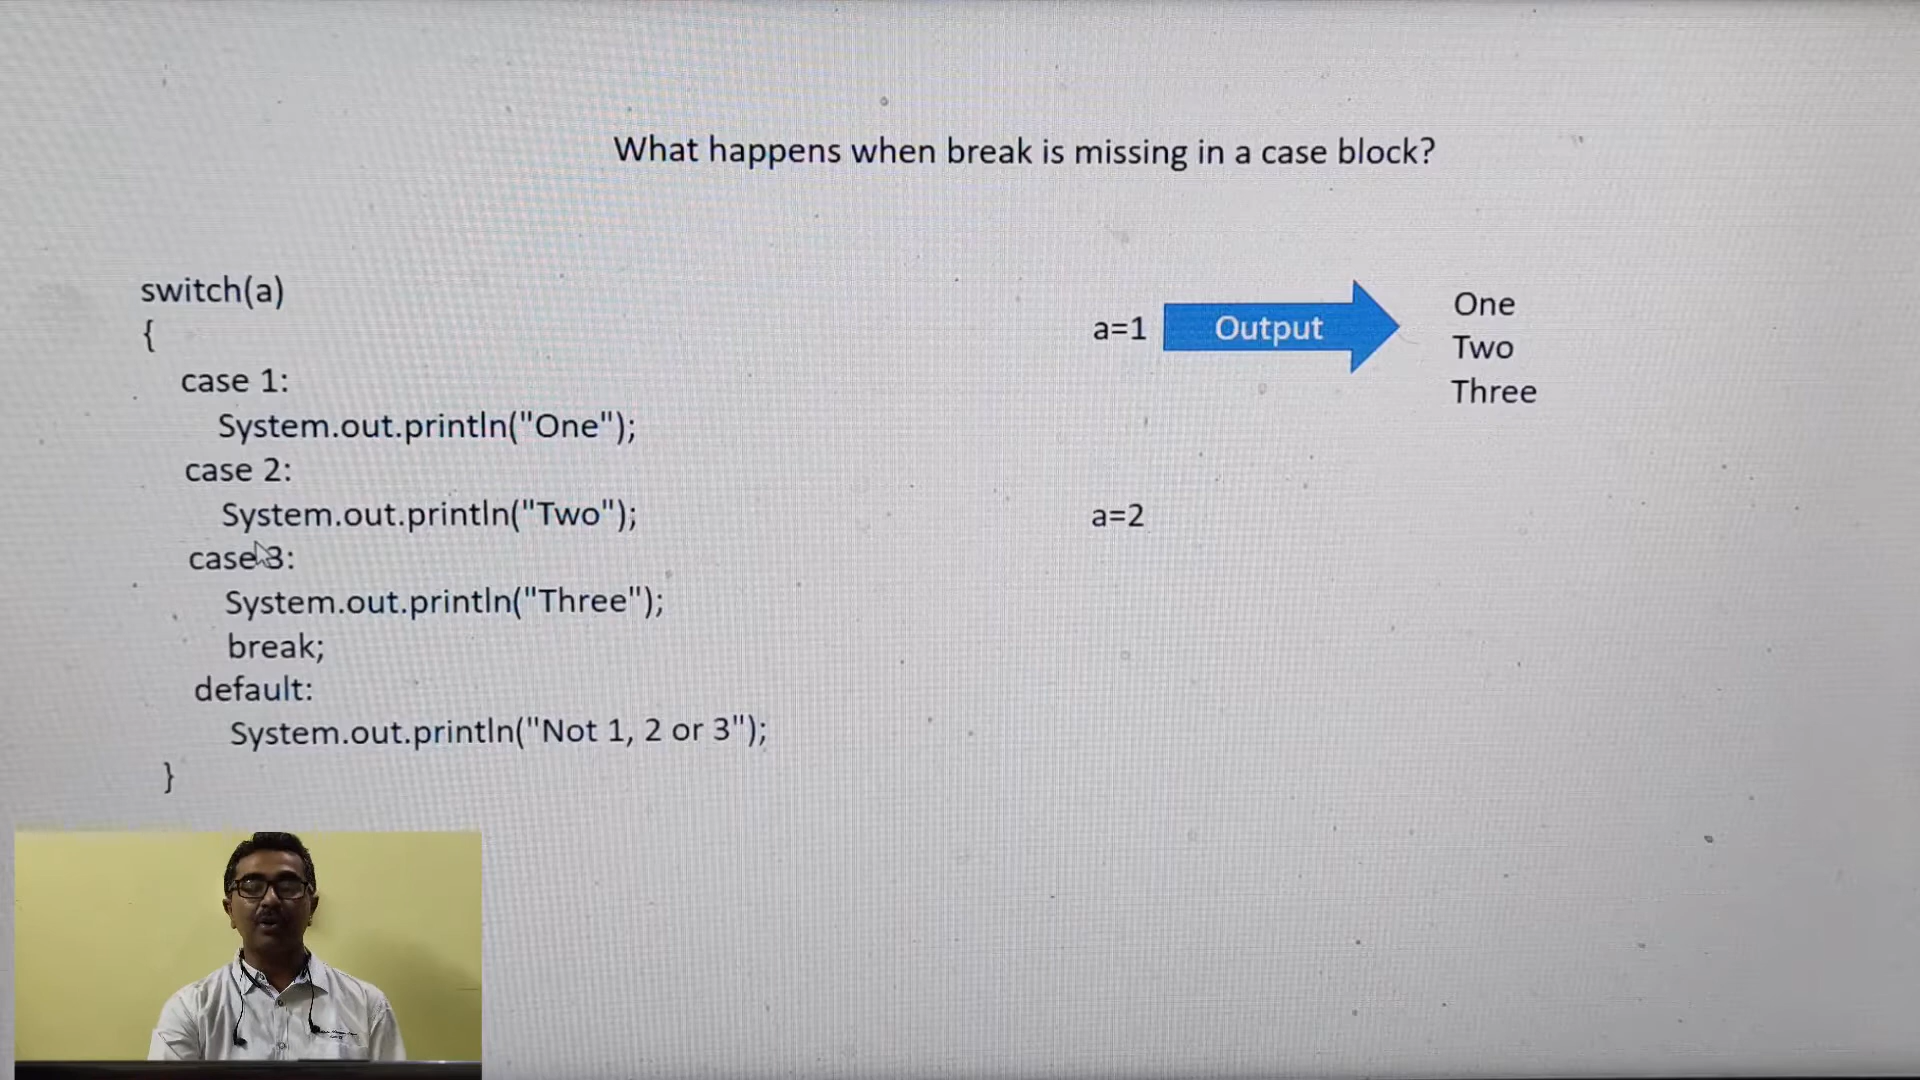 What happens when break is missing in a case block?
switch(a)
{
case 1:
System.out.println("One");
case 2:
System.out.println("Two");
case 3:
System.out.println("Three");
break;
default:
System.out.println("Not 1, 2 or 3");
}
a=1
Output
One
Two
Three
a=2